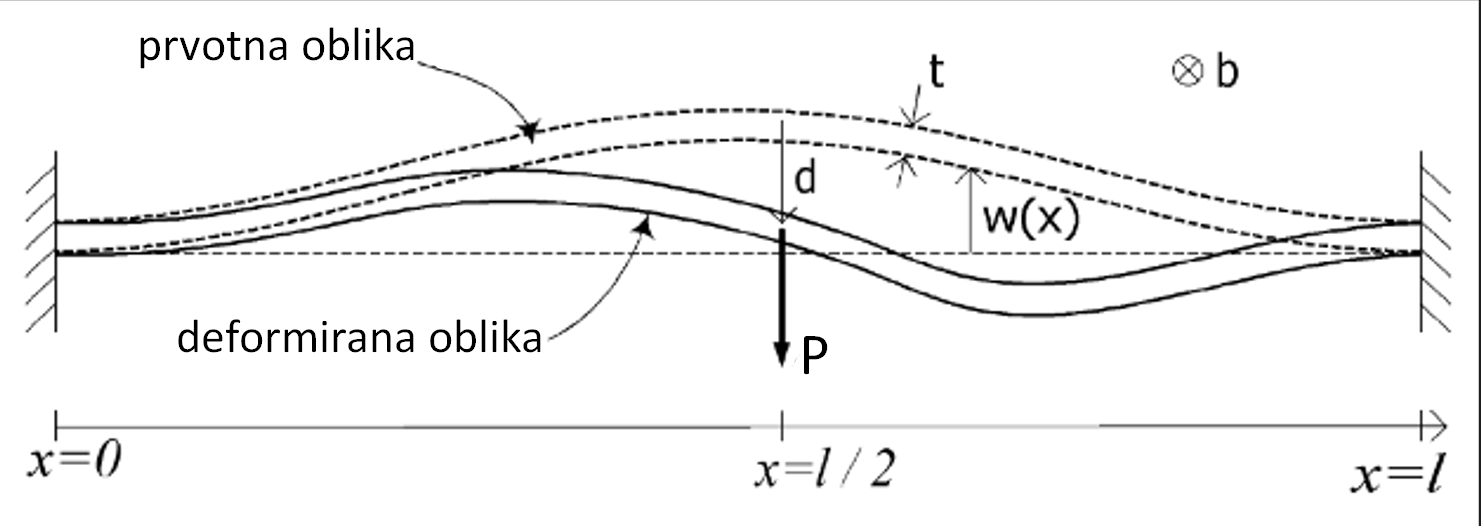 prvotna oblika
t
⊗ b
d
w(x)
deformirana oblika
P
x=0
x=l / 2
x=l